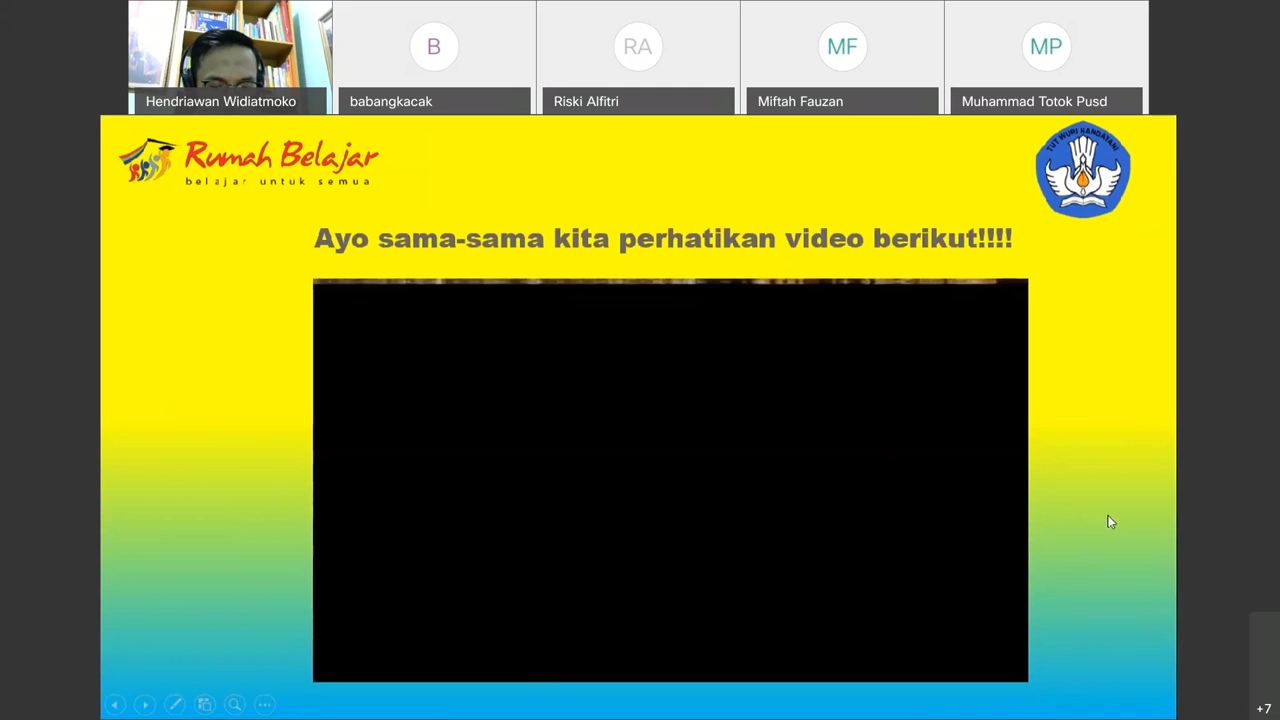 B
RA
MF
MP
Hendriawan Widiatmoko
babangkacak
Riski Alfitri
Miftah Fauzan
Muhammad Totok Pusd
Rumah Belajar
belajar untuk semua
TUT WURI HANDAYANI
Ayo sama-sama kita perhatikan video berikut!!!!
+7